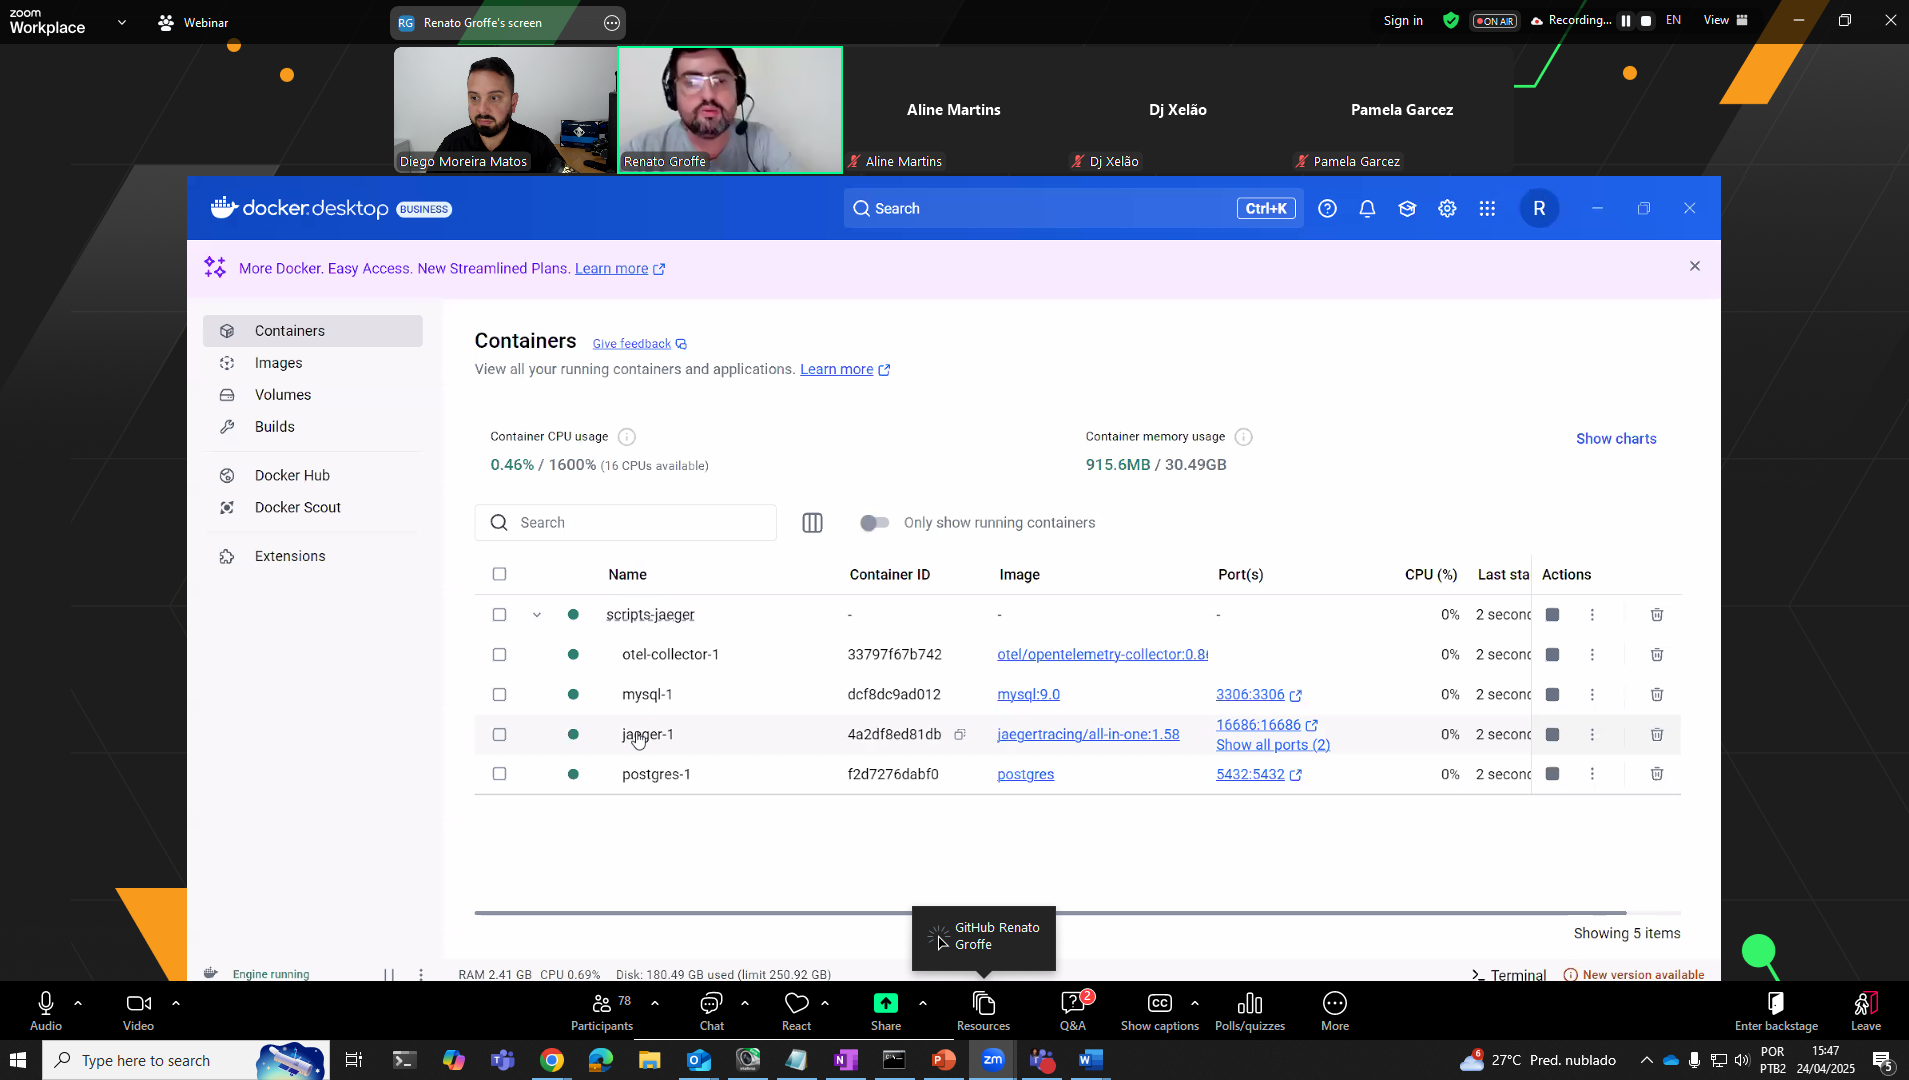 zoom
Workplace
Webinar
RG Renato Groffe's screen
Sign in
ON AIR
Recording...
EN
View
Diego Moreira Matos
Renato Groffe
Aline Martins
Aline Martins
Dj Xelão
Dj Xelão
Pamela Garcez
Pamela Garcez
docker.desktop BUSINESS
Search
Ctrl+K
R
More Docker. Easy Access. New Streamlined Plans. Learn more
Containers
Images
Volumes
Builds
Docker Hub
Docker Scout
Extensions
Containers Give feedback
View all your running containers and applications. Learn more
Container CPU usage
0.46% / 1600% (16 CPUs available)
Container memory usage
915.6MB / 30.49GB
Show charts
Search
Only show running containers
Name Container ID Image Port(s) CPU (%) Last sta Actions
scripts-jaeger - - - 0% 2 second
otel-collector-1 33797f67b742 otel/opentelemetry-collector:0.8 0% 2 second
mysql-1 dcf8dc9ad012 mysql:9.0 3306:3306 0% 2 second
jaeger-1 4a2df8ed81db jaegertracing/all-in-one:1.58 16686:16686 0% 2 second
Show all ports (2)
postgres-1 f2d7276dabf0 postgres 5432:5432 0% 2 second
Showing 5 items
GitHub Renato
Groffe
Engine running
RAM 2.41 GB CPU 0.69% Disk: 180.49 GB used (limit 250.92 GB)
Terminal
New version available
Audio
Video
78
Participants
Chat
React
Share
Resources
2
Q&A
CC
Show captions
Polls/quizzes
More
Enter backstage
Leave
Type here to search
zm
6
27°C Pred. nublado
POR
PTB2
15:47
24/04/2025
5